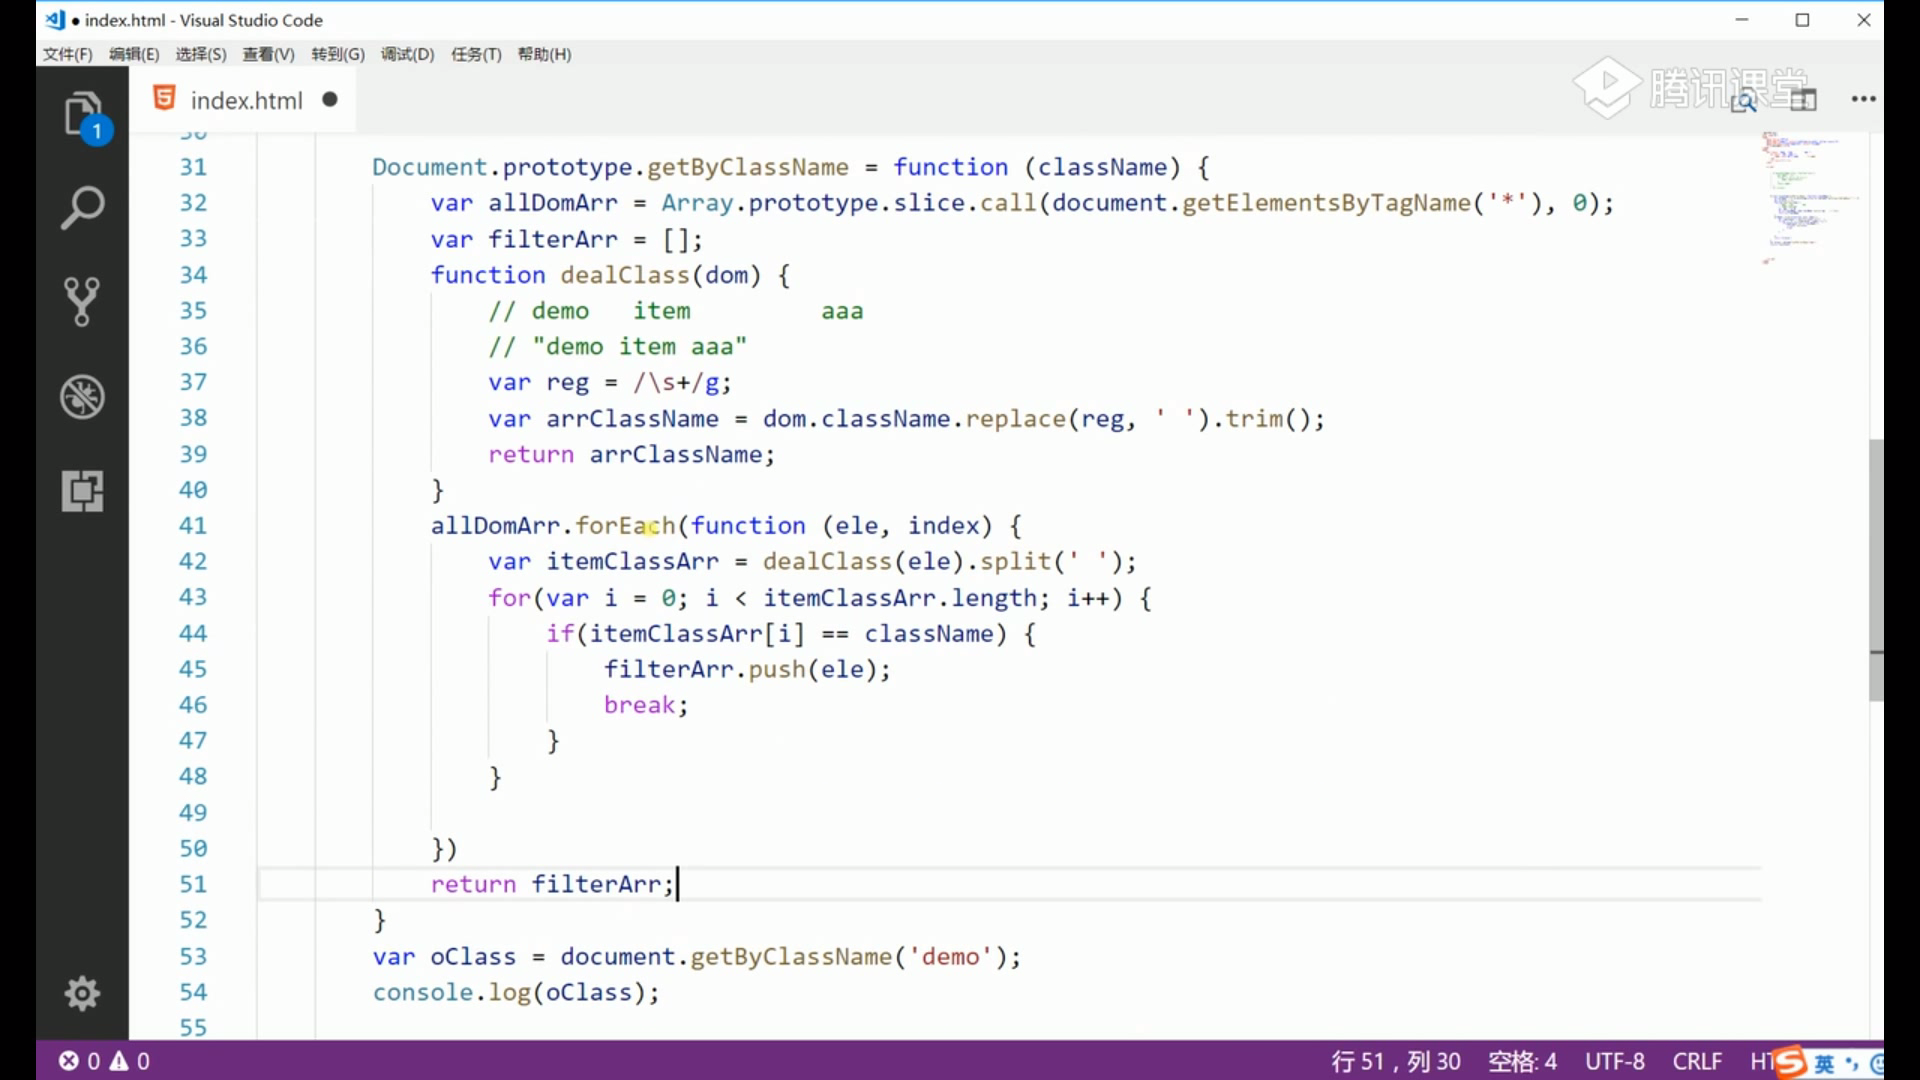 index.html - Visual Studio Code
文件(F) 编辑(E) 选择(S) 查看(V) 转到(G) 调试(D) 任务(T) 帮助(H)
index.html
腾讯课堂
1
31 Document.prototype.getByClassName = function (className) {
32 var allDomArr = Array.prototype.slice.call(document.getElementsByTagName('*'), 0);
33 var filterArr = [];
34 function dealClass(dom) {
35 // demo   item         aaa
36 // "demo item aaa"
37 var reg = /\s+/g;
38 var arrClassName = dom.className.replace(reg, ' ').trim();
39 return arrClassName;
40 }
41 allDomArr.forEach(function (ele, index) {
42 var itemClassArr = dealClass(ele).split(' ');
43 for(var i = 0; i < itemClassArr.length; i++) {
44 if(itemClassArr[i] == className) {
45 filterArr.push(ele);
46 break;
47 }
48 }
49
50 })
51 return filterArr;
52 }
53 var oClass = document.getByClassName('demo');
54 console.log(oClass);
55
0 0 行 51，列 30 空格: 4 UTF-8 CRLF HT 英